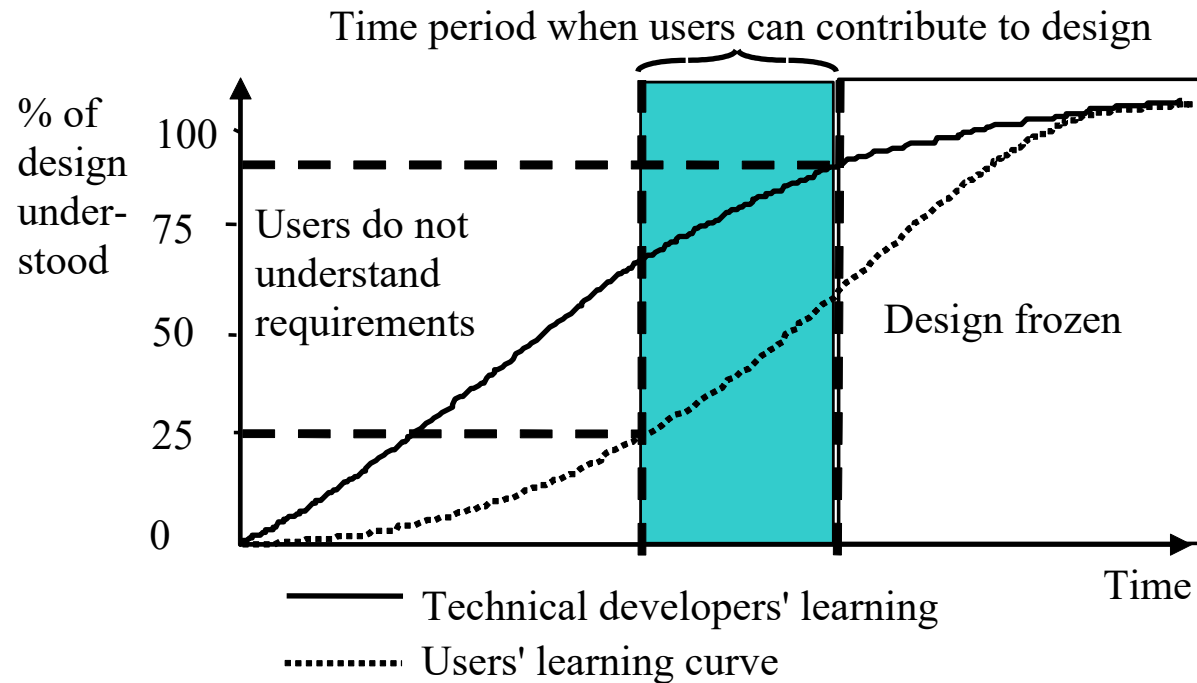 Time period when users can contribute to design
% of
design
under-
stood
100
75
50
25
0
Users do not
understand
requirements
Design frozen
Time
Technical developers' learning
Users' learning curve